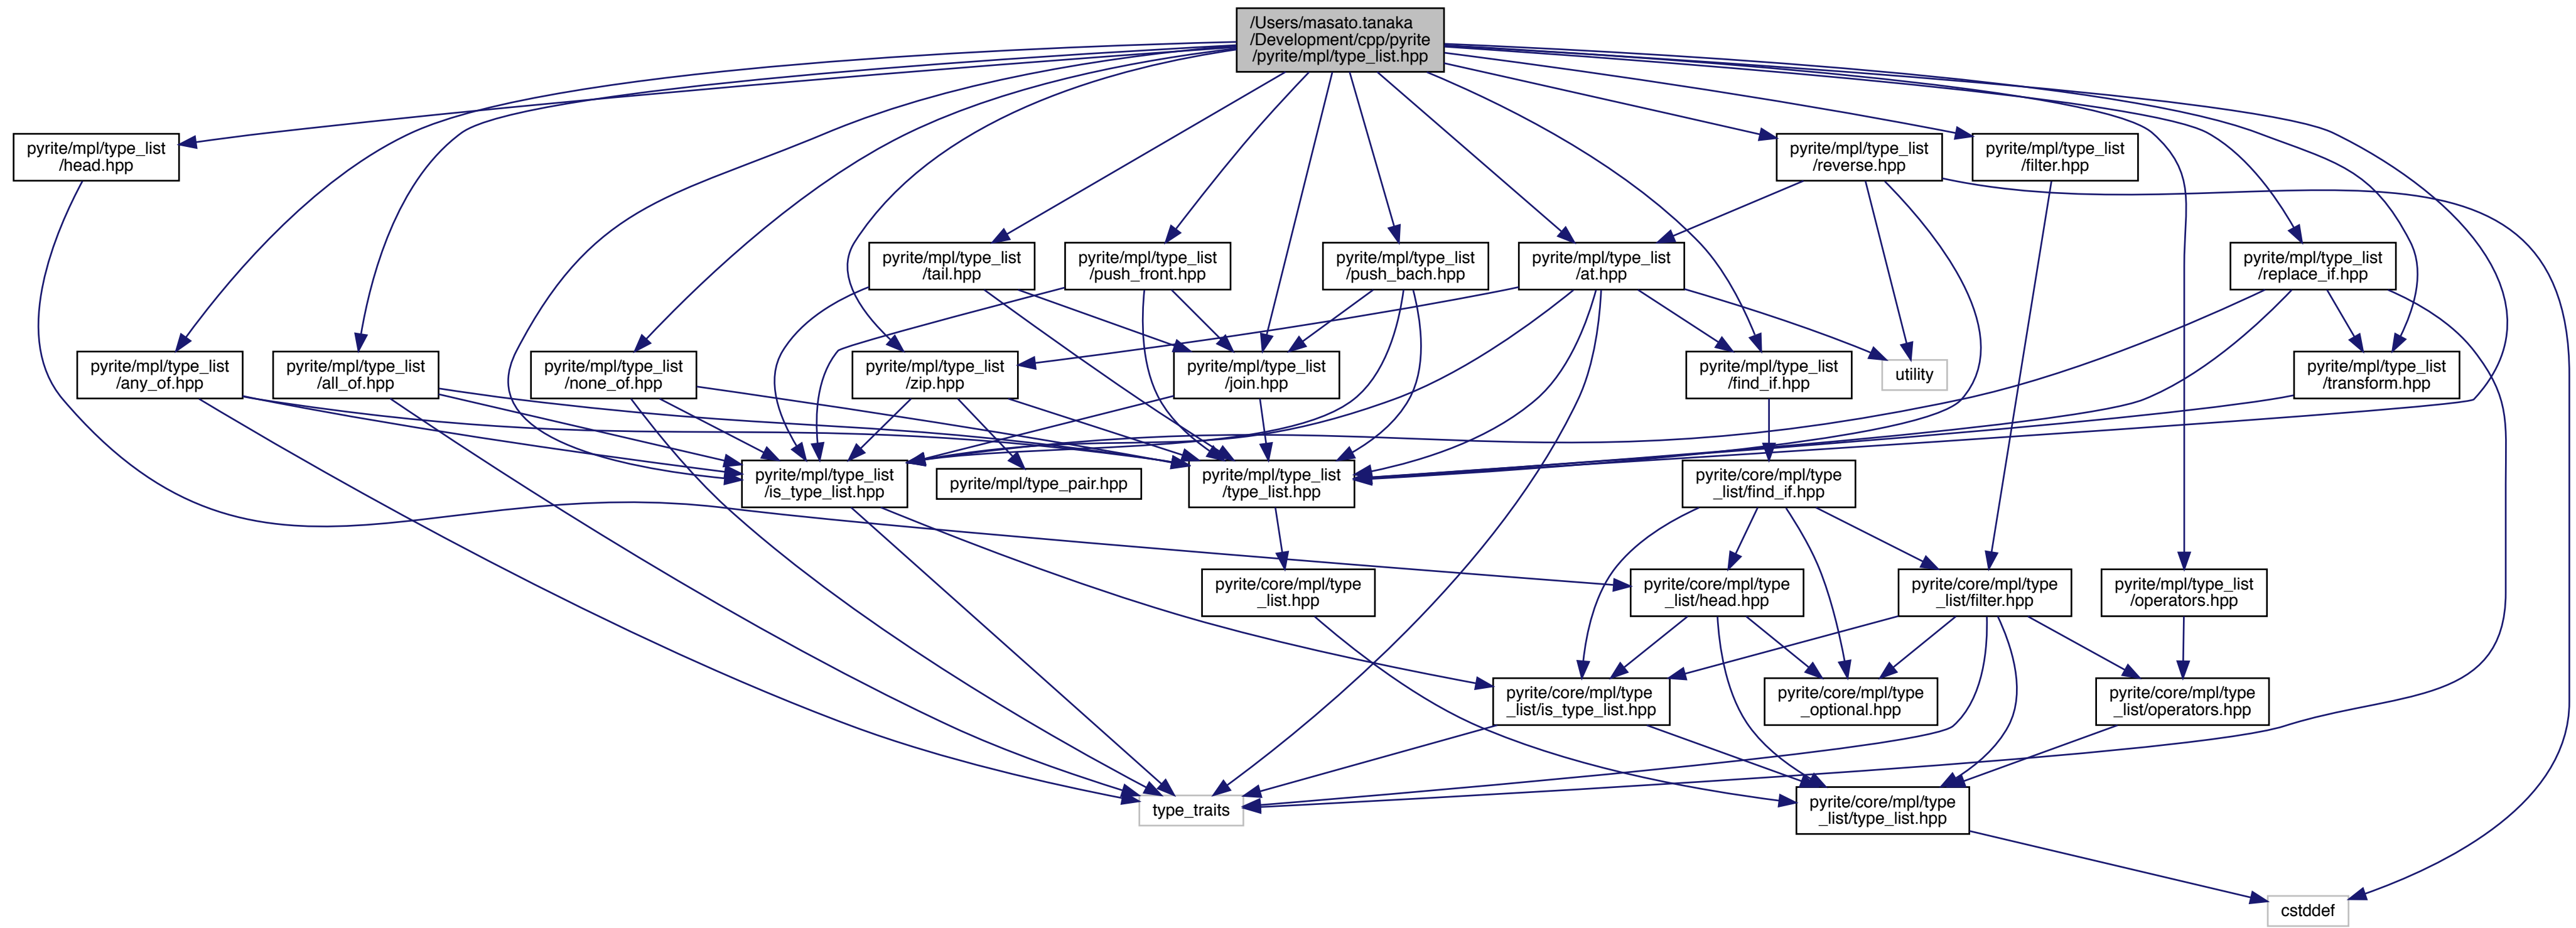 /Users/masato.tanaka
/Development/cpp/pyrite
/pyrite/mpl/type_list.hpp
pyrite/mpl/type_list
/head.hpp
pyrite/mpl/type_list
/reverse.hpp
pyrite/mpl/type_list
/filter.hpp
pyrite/mpl/type_list
/tail.hpp
pyrite/mpl/type_list
/push_front.hpp
pyrite/mpl/type_list
/push_bach.hpp
pyrite/mpl/type_list
/at.hpp
pyrite/mpl/type_list
/replace_if.hpp
pyrite/mpl/type_list
/any_of.hpp
pyrite/mpl/type_list
/all_of.hpp
pyrite/mpl/type_list
/none_of.hpp
pyrite/mpl/type_list
/zip.hpp
pyrite/mpl/type_list
/join.hpp
pyrite/mpl/type_list
/find_if.hpp
utility
pyrite/mpl/type_list
/transform.hpp
pyrite/mpl/type_list
/is_type_list.hpp
pyrite/mpl/type_pair.hpp
pyrite/mpl/type_list
/type_list.hpp
pyrite/core/mpl/type
_list/find_if.hpp
pyrite/core/mpl/type
_list.hpp
pyrite/core/mpl/type
_list/head.hpp
pyrite/core/mpl/type
_list/filter.hpp
pyrite/mpl/type_list
/operators.hpp
pyrite/core/mpl/type
_list/is_type_list.hpp
pyrite/core/mpl/type
_optional.hpp
pyrite/core/mpl/type
_list/operators.hpp
type_traits
pyrite/core/mpl/type
_list/type_list.hpp
cstddef